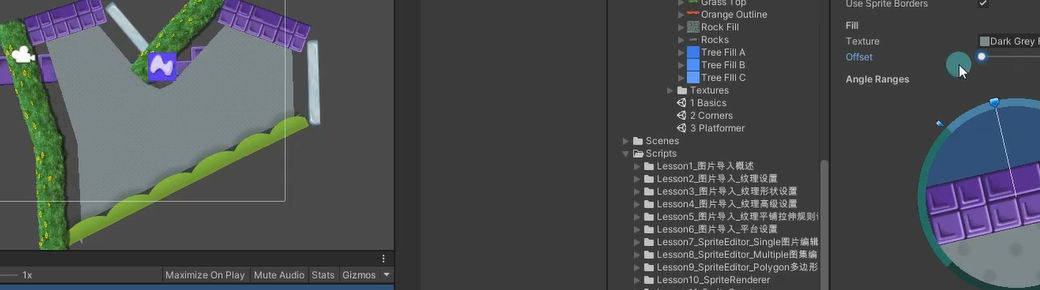 Grass Top
Orange Outline
Rock Fill
Rocks
Tree Fill A
Tree Fill B
Tree FIll C
Textures
1 Basics
2 Corners
3 Platformer
Scenes
Scripts
Lesson1_图片导入概述
Lesson2_图片导入_纹理设置
Lesson3_图片导入_纹理形状设置
Lesson4_图片导入_纹理高级设置
Lesson5_图片导入_纹理平铺拉伸规则
Lesson6_图片导入_平台设置
Lesson7_SpriteEditor_Single图片编辑
Lesson8_SpriteEditor_Multiple图集编
Lesson9_SpriteEditor_Polygon多边形
Lesson10_SpriteRenderer
1x
Maximize On Play
Mute Audio
Stats
Gizmos
Use Sprite Borders
Fill
Texture
Dark Grey
Offset
Angle Ranges